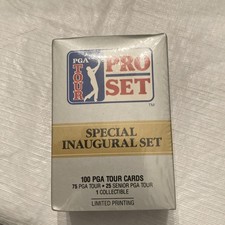 PGA
TOUR
PRO
SET
TM
SPECIAL
INAUGURAL SET
100 PGA TOUR CARDS
75 PGA TOUR • 25 SENIOR PGA TOUR
1 COLLECTIBLE
LIMITED PRINTING